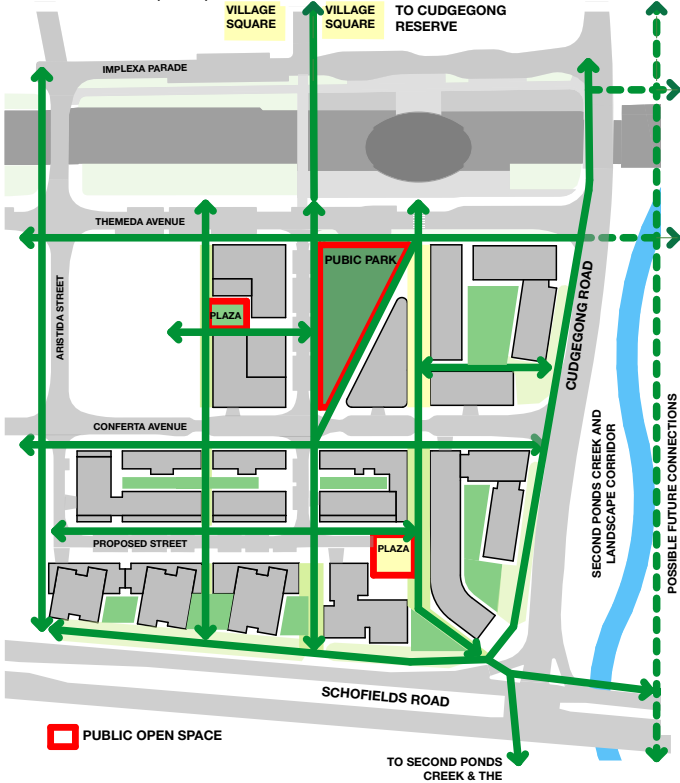 VILLAGE
SQUARE
VILLAGE
SQUARE
TO CUDGEGONG
RESERVE
IMPLEXA PARADE
THEMEDA AVENUE
PUBIC PARK
ARISTIDA STREET
PLAZA
CUDGEGONG ROAD
CONFERTA AVENUE
SECOND PONDS CREEK AND
LANDSCAPE CORRIDOR
POSSIBLE FUTURE CONNECTIONS
PROPOSED STREET
PLAZA
SCHOFIELDS ROAD
PUBLIC OPEN SPACE
TO SECOND PONDS
CREEK & THE